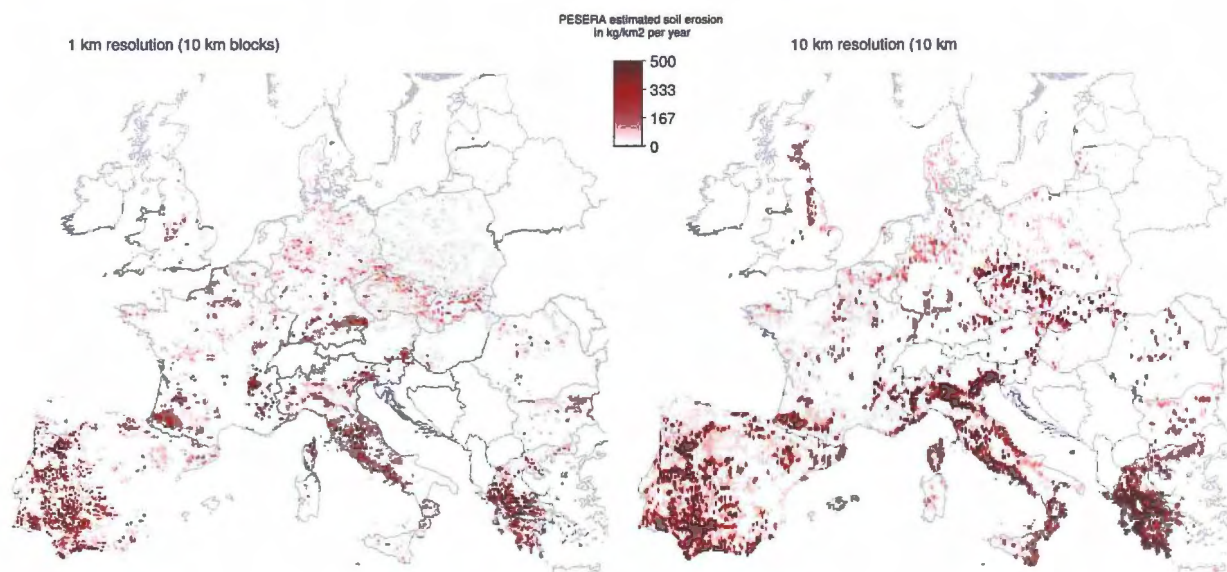 PESERA estimated soil erosion
in kg/km2 per year
1 km resolution (10 km blocks)
10 km resolution (10 km
500
333
167
0